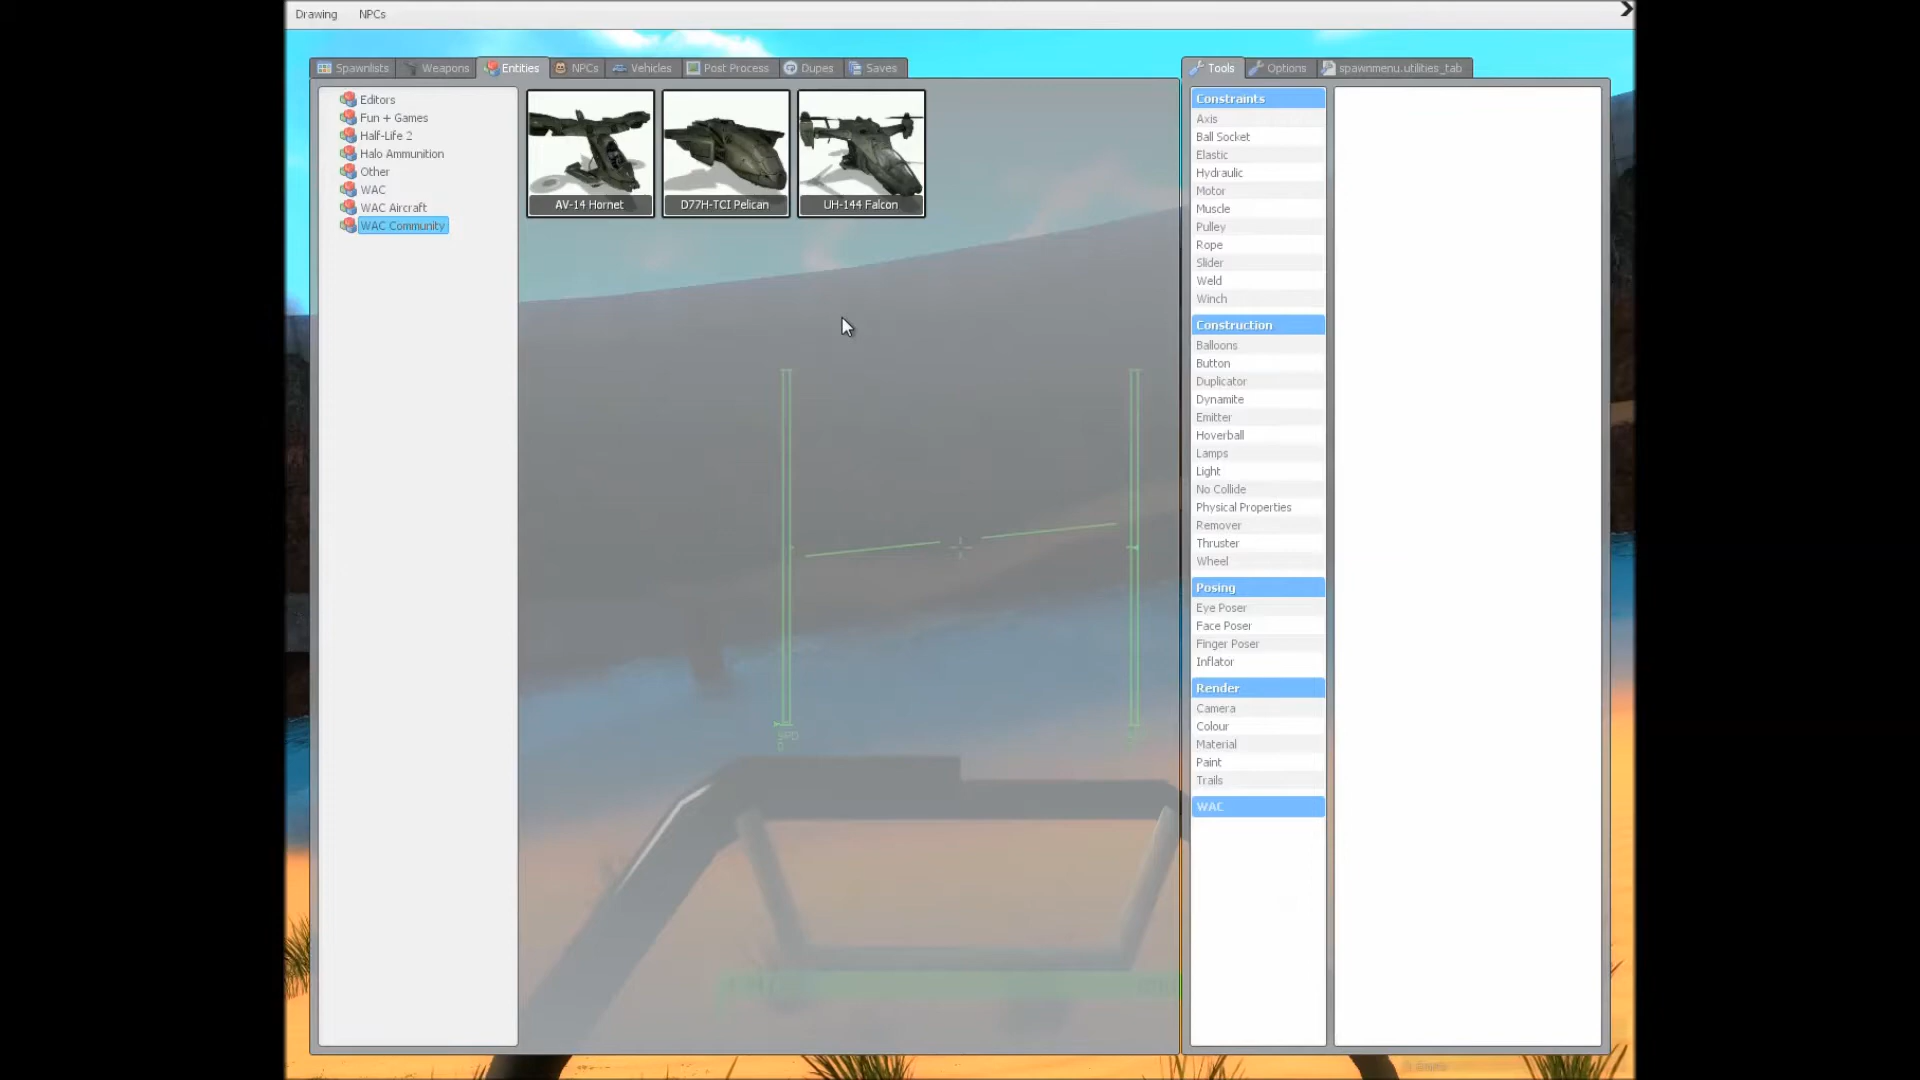 Drawing NPCs
Spawnlists Weapons Entities NPCs Vehicles Post Process Dupes Saves
Tools Options spawnmenu.utilities_tab
Editors
Fun + Games
Half-Life 2
Halo Ammunition
Other
WAC
WAC Aircraft
WAC Community
AV-14 Hornet
D77H-TCI Pelican
UH-144 Falcon
SPD
0
Constraints
Axis
Ball Socket
Elastic
Hydraulic
Motor
Muscle
Pulley
Rope
Slider
Weld
Winch
Construction
Balloons
Button
Duplicator
Dynamite
Emitter
Hoverball
Lamps
Light
No Collide
Physical Properties
Remover
Thruster
Wheel
Posing
Eye Poser
Face Poser
Finger Poser
Inflator
Render
Camera
Colour
Material
Paint
Trails
WAC